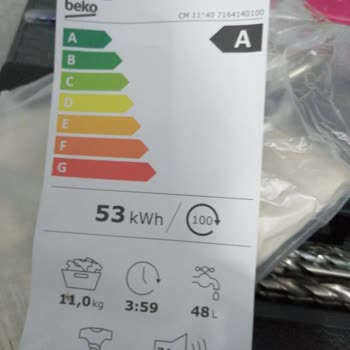 beko
CM 11*40 7164140100
A
A
B
C
D
E
F
G
53 kWh / 100
11,0 kg
3:59
48 L